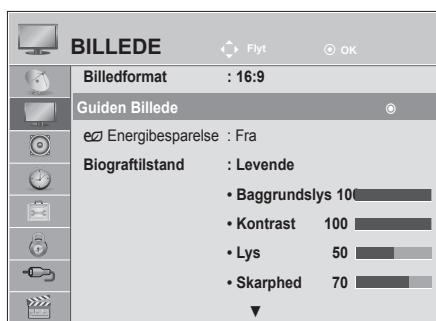 BILLEDE Flyt OK
Billedformat : 16:9
Guiden Billede
Energibesparelse : Fra
Biograftilstand : Levende
• Baggrundslys 100
• Kontrast 100
• Lys 50
• Skarphed 70